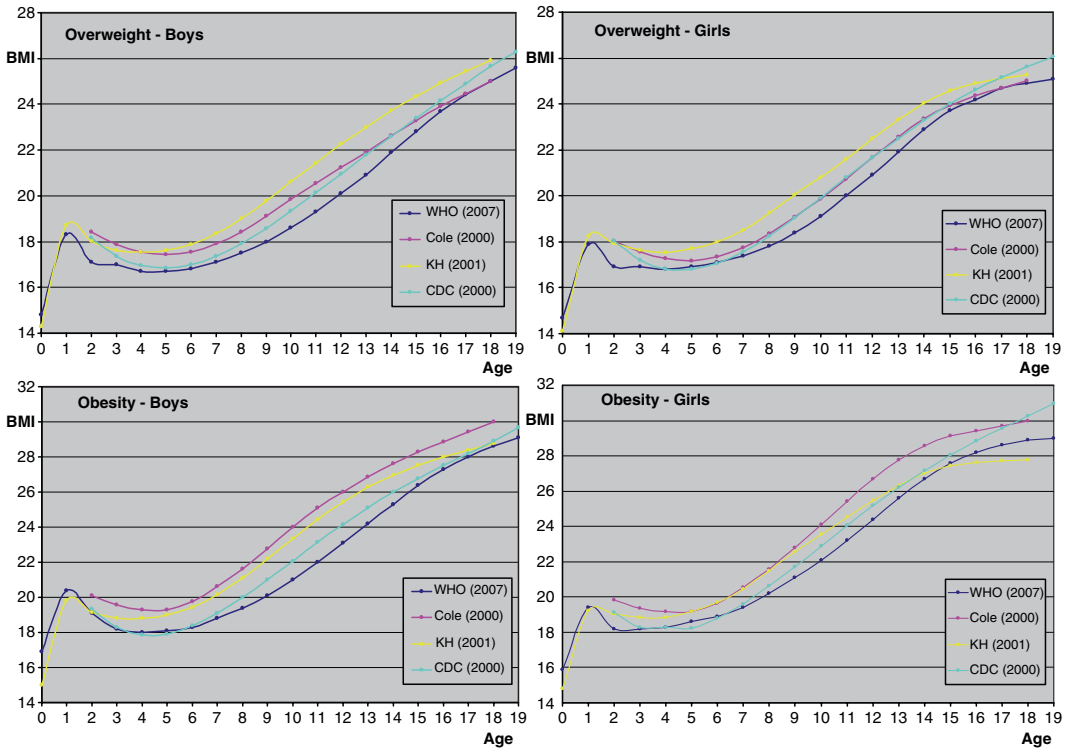 28
26
24
22
20
18
16
14
BMI
Overweight - Boys
WHO (2007)
Cole (2000)
KH (2001)
CDC (2000)
0 1 2 3 4 5 6 7 8 9 10 11 12 13 14 15 16 17 18 19
Age
28
26
24
22
20
18
16
14
BMI
Overweight - Girls
WHO (2007)
Cole (2000)
KH (2001)
CDC (2000)
0 1 2 3 4 5 6 7 8 9 10 11 12 13 14 15 16 17 18 19
Age
32
30
28
26
24
22
20
18
16
14
BMI
Obesity - Boys
WHO (2007)
Cole (2000)
KH (2001)
CDC (2000)
0 1 2 3 4 5 6 7 8 9 10 11 12 13 14 15 16 17 18 19
Age
32
30
28
26
24
22
20
18
16
14
BMI
Obesity - Girls
WHO (2007)
Cole (2000)
KH (2001)
CDC (2000)
0 1 2 3 4 5 6 7 8 9 10 11 12 13 14 15 16 17 18 19
Age